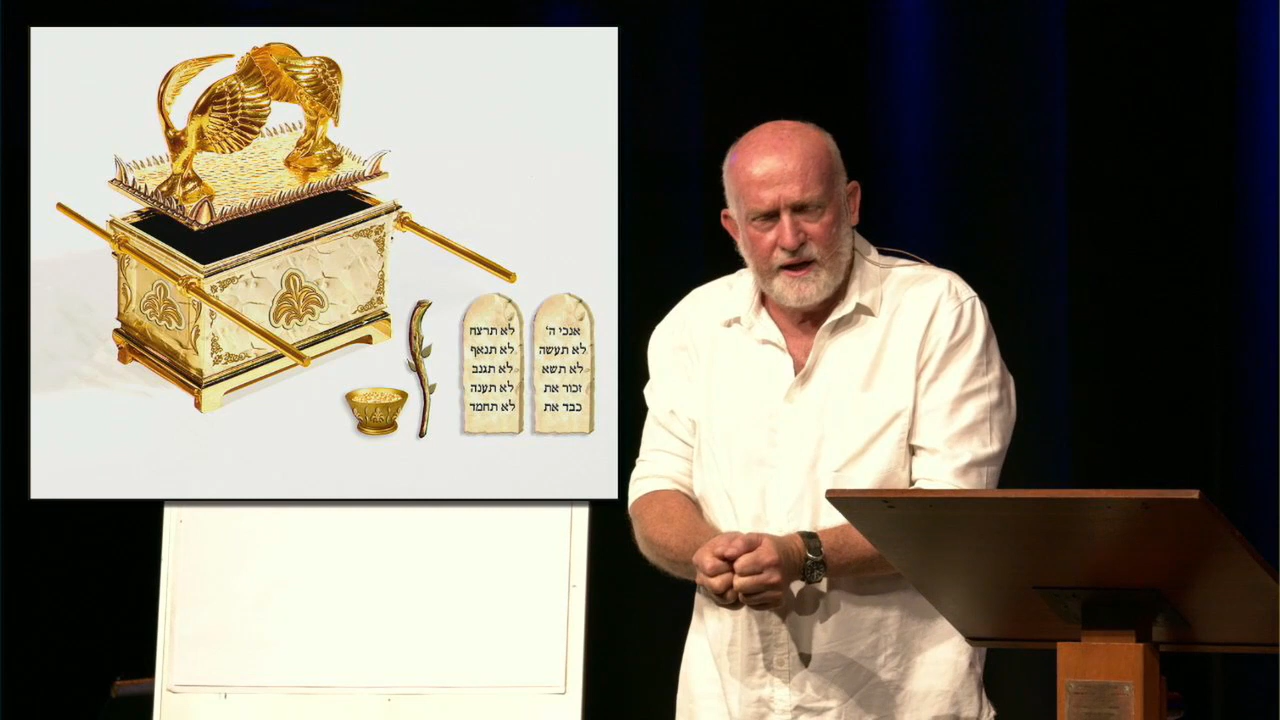 אנכי ה'
לא תעשה
לא תשא
זכור את
כבד את
לא תרצח
לא תנאף
לא תגנב
לא תענה
לא תחמד